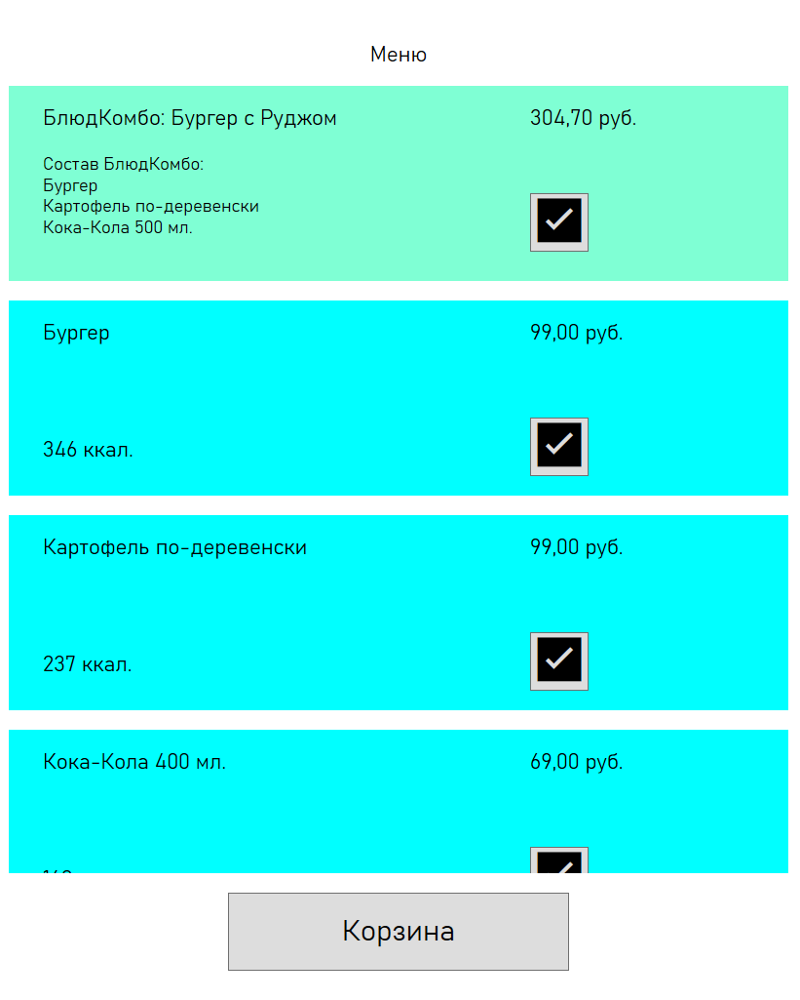 Меню
БлюдКомбо: Бургер с Руджом
304,70 руб.
Состав БлюдКомбо:
Бургер
Картофель по-деревенски
Кока-Кола 500 мл.
Бургер
99,00 руб.
346 ккал.
Картофель по-деревенски
99,00 руб.
237 ккал.
Кока-Кола 400 мл.
69,00 руб.
Корзина